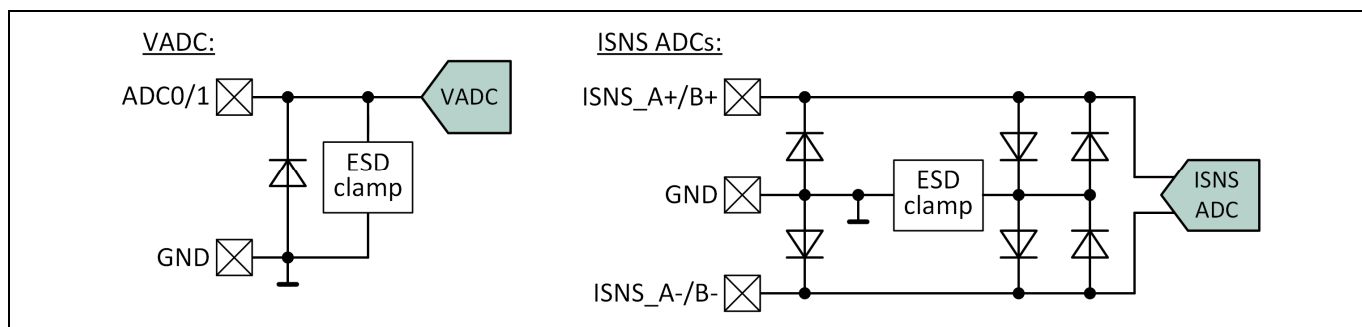 VADC:
ADC0/1
VADC
ESD
clamp
GND
ISNS ADCs:
ISNS_A+/B+
GND
ESD
clamp
ISNS
ADC
ISNS_A-/B-